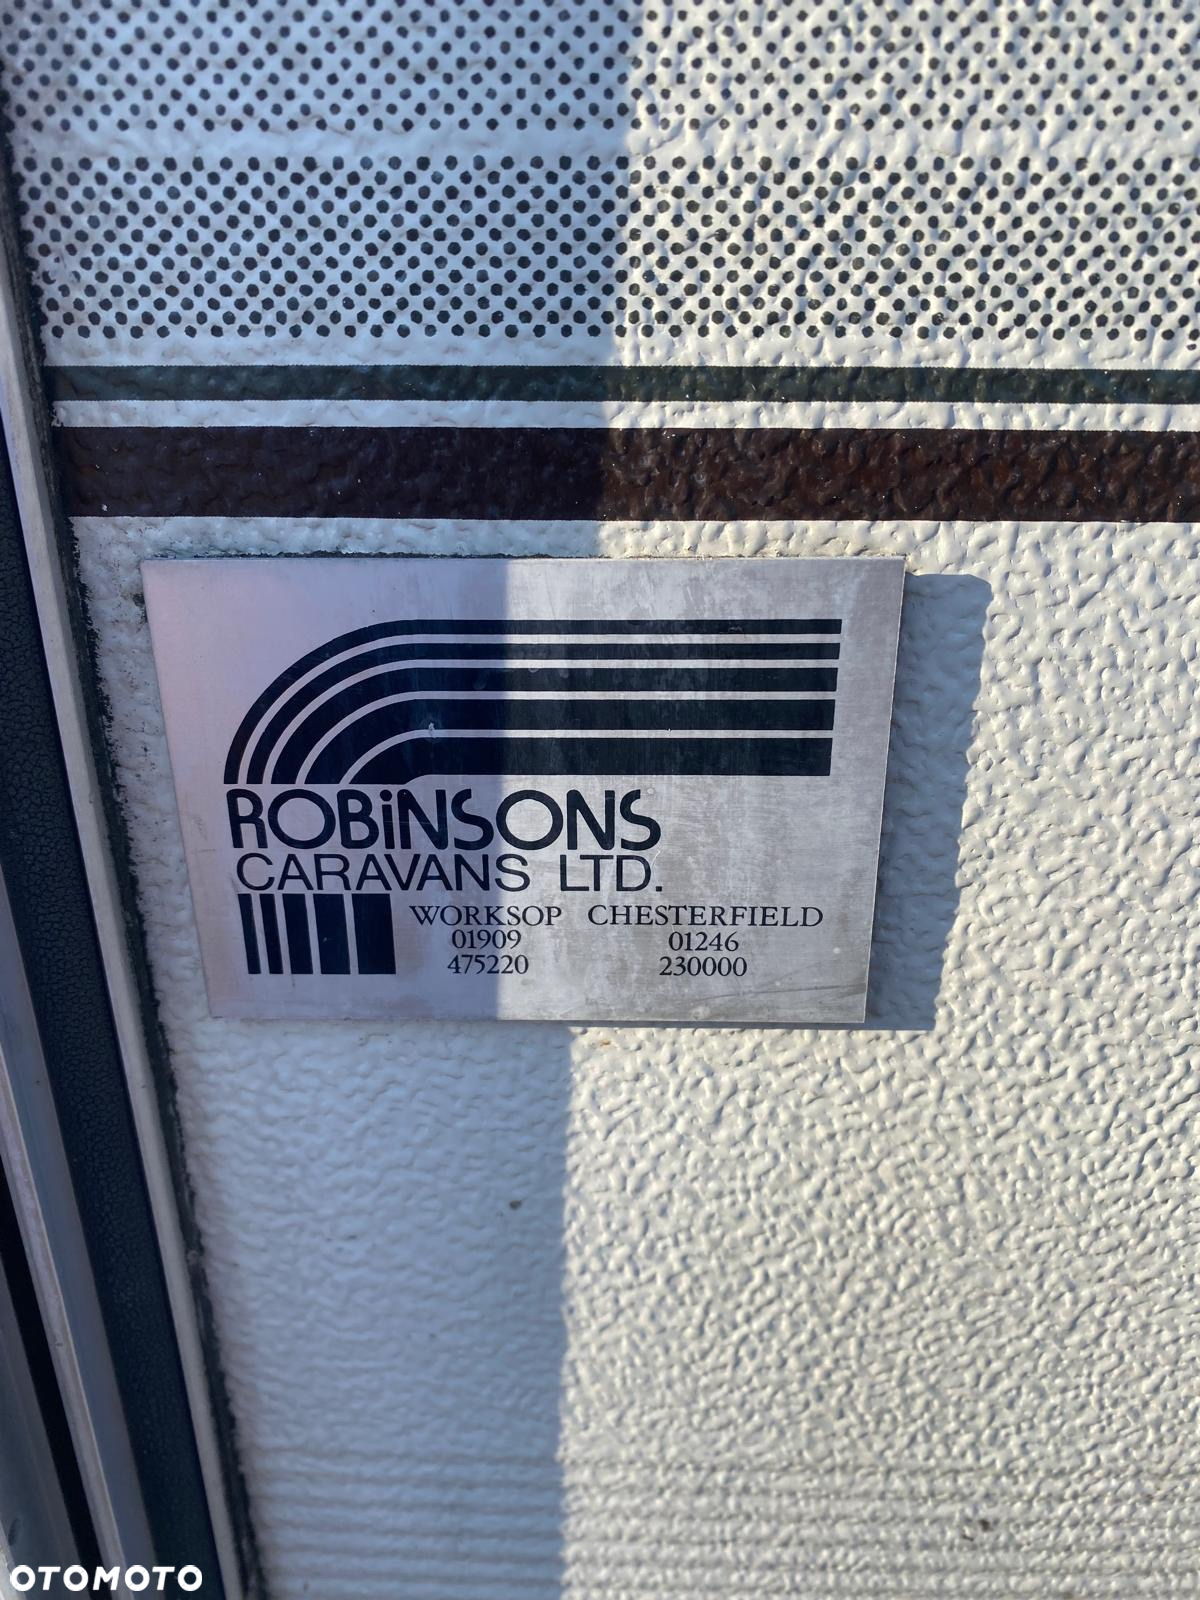 ROBiNSONS
CARAVANS LTD.
WORKSOP CHESTERFIELD
01909 01246
475220 230000
OTOMOTO